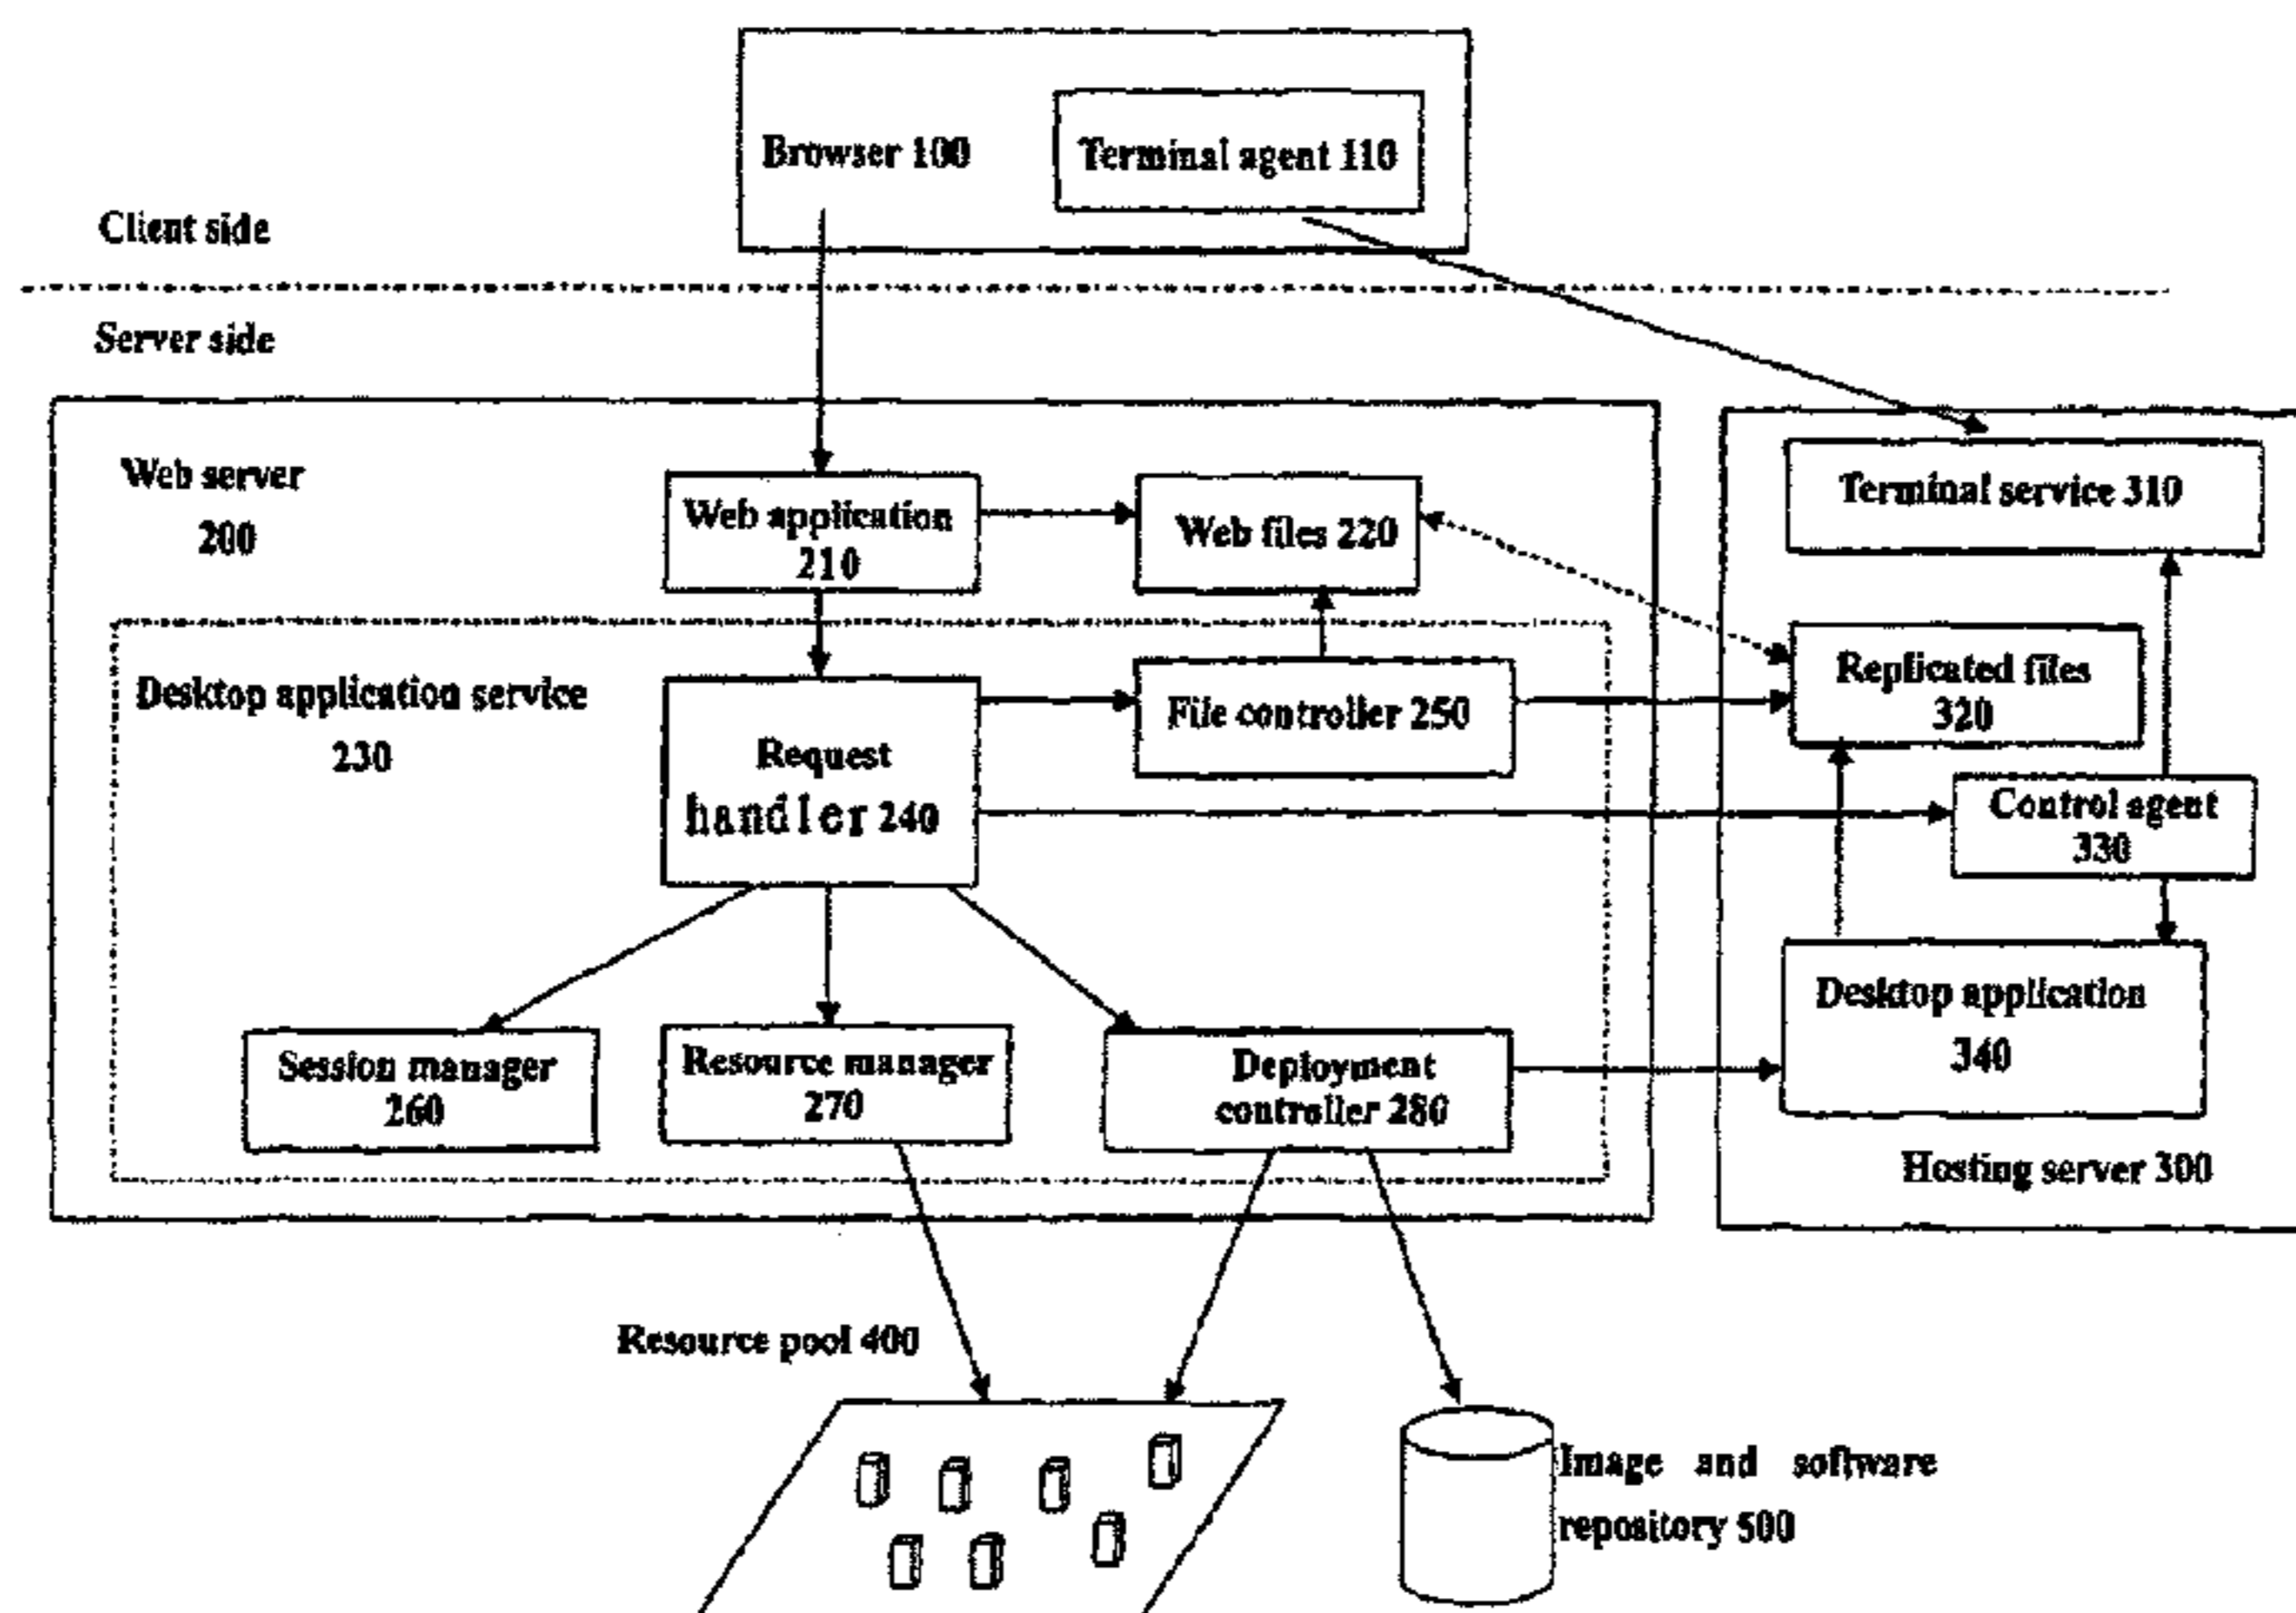 Browser 100
Terminal agent 110
Client side
Server side
Web server
200
Web application
210
Web files 220
Terminal service 310
Desktop application service
230
Request
handler 240
File controller 250
Replicated files
320
Control agent
330
Session manager
260
Resource manager
270
Deployment
controller 280
Desktop application
340
Hosting server 300
Resource pool 400
Image and software
repository 500